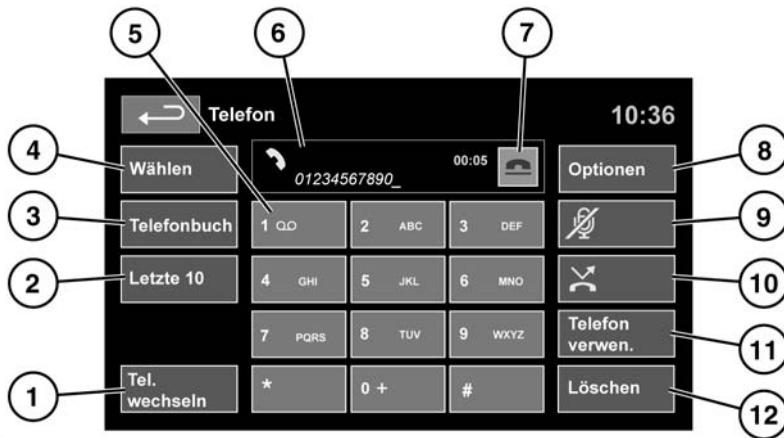 5
6
7
Telefon
10:36
4
Wählen
00:05
01234567890_
Optionen
8
3
Telefonbuch
1
2 ABC
3 DEF
9
2
Letzte 10
4 GHI
5 JKL
6 MNO
10
7 PQRS
8 TUV
9 WXYZ
Telefon
verwen.
11
1
Tel.
wechseln
*
0 +
#
Löschen
12